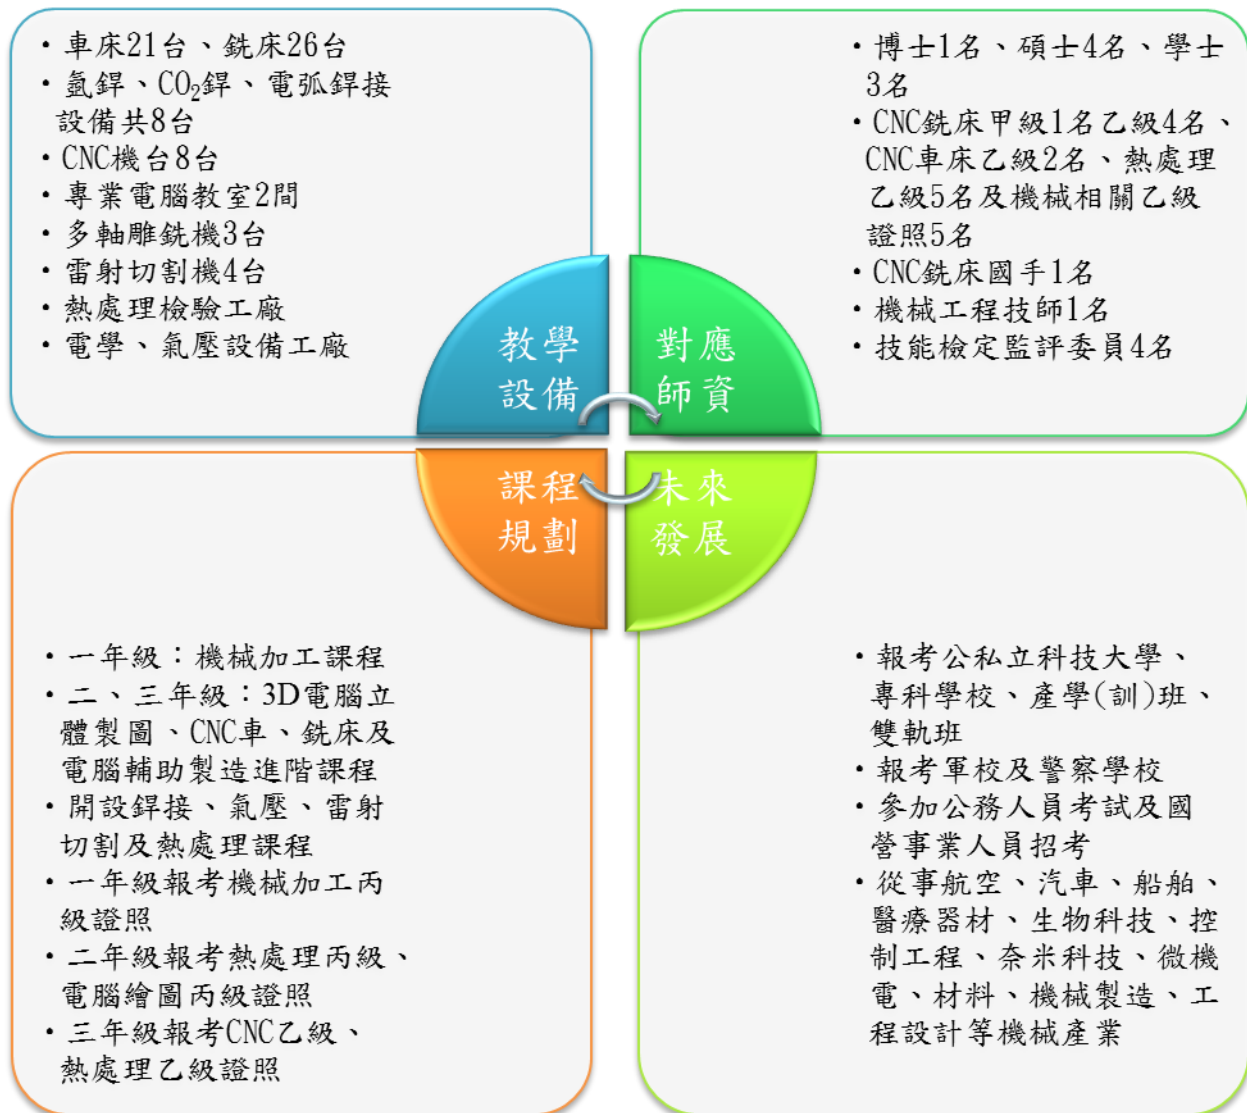 ・車床21台、銑床26台
・氬銲、CO₂銲、電弧銲接
設備共8台
・CNC機台8台
・專業電腦教室2間
・多軸雕銑機3台
・雷射切割機4台
・熱處理檢驗工廠
・電學、氣壓設備工廠
教學
設備
・博士1名、碩士4名、學士
3名
・CNC銑床甲級1名乙級4名、
CNC車床乙級2名、熱處理
乙級5名及機械相關乙級
證照5名
・CNC銑床國手1名
・機械工程技師1名
・技能檢定監評委員4名
對應
師資
課程
規劃
・一年級：機械加工課程
・二、三年級：3D電腦立
體製圖、CNC車、銑床及
電腦輔助製造進階課程
・開設銲接、氣壓、雷射
切割及熱處理課程
・一年級報考機械加工丙
級證照
・二年級報考熱處理丙級、
電腦繪圖丙級證照
・三年級報考CNC乙級、
熱處理乙級證照
未來
發展
・報考公私立科技大學、
專科學校、產學(訓)班、
雙軌班
・報考軍校及警察學校
・參加公務人員考試及國
營事業人員招考
・從事航空、汽車、船舶、
醫療器材、生物科技、控
制工程、奈米科技、微機
電、材料、機械製造、工
程設計等機械產業